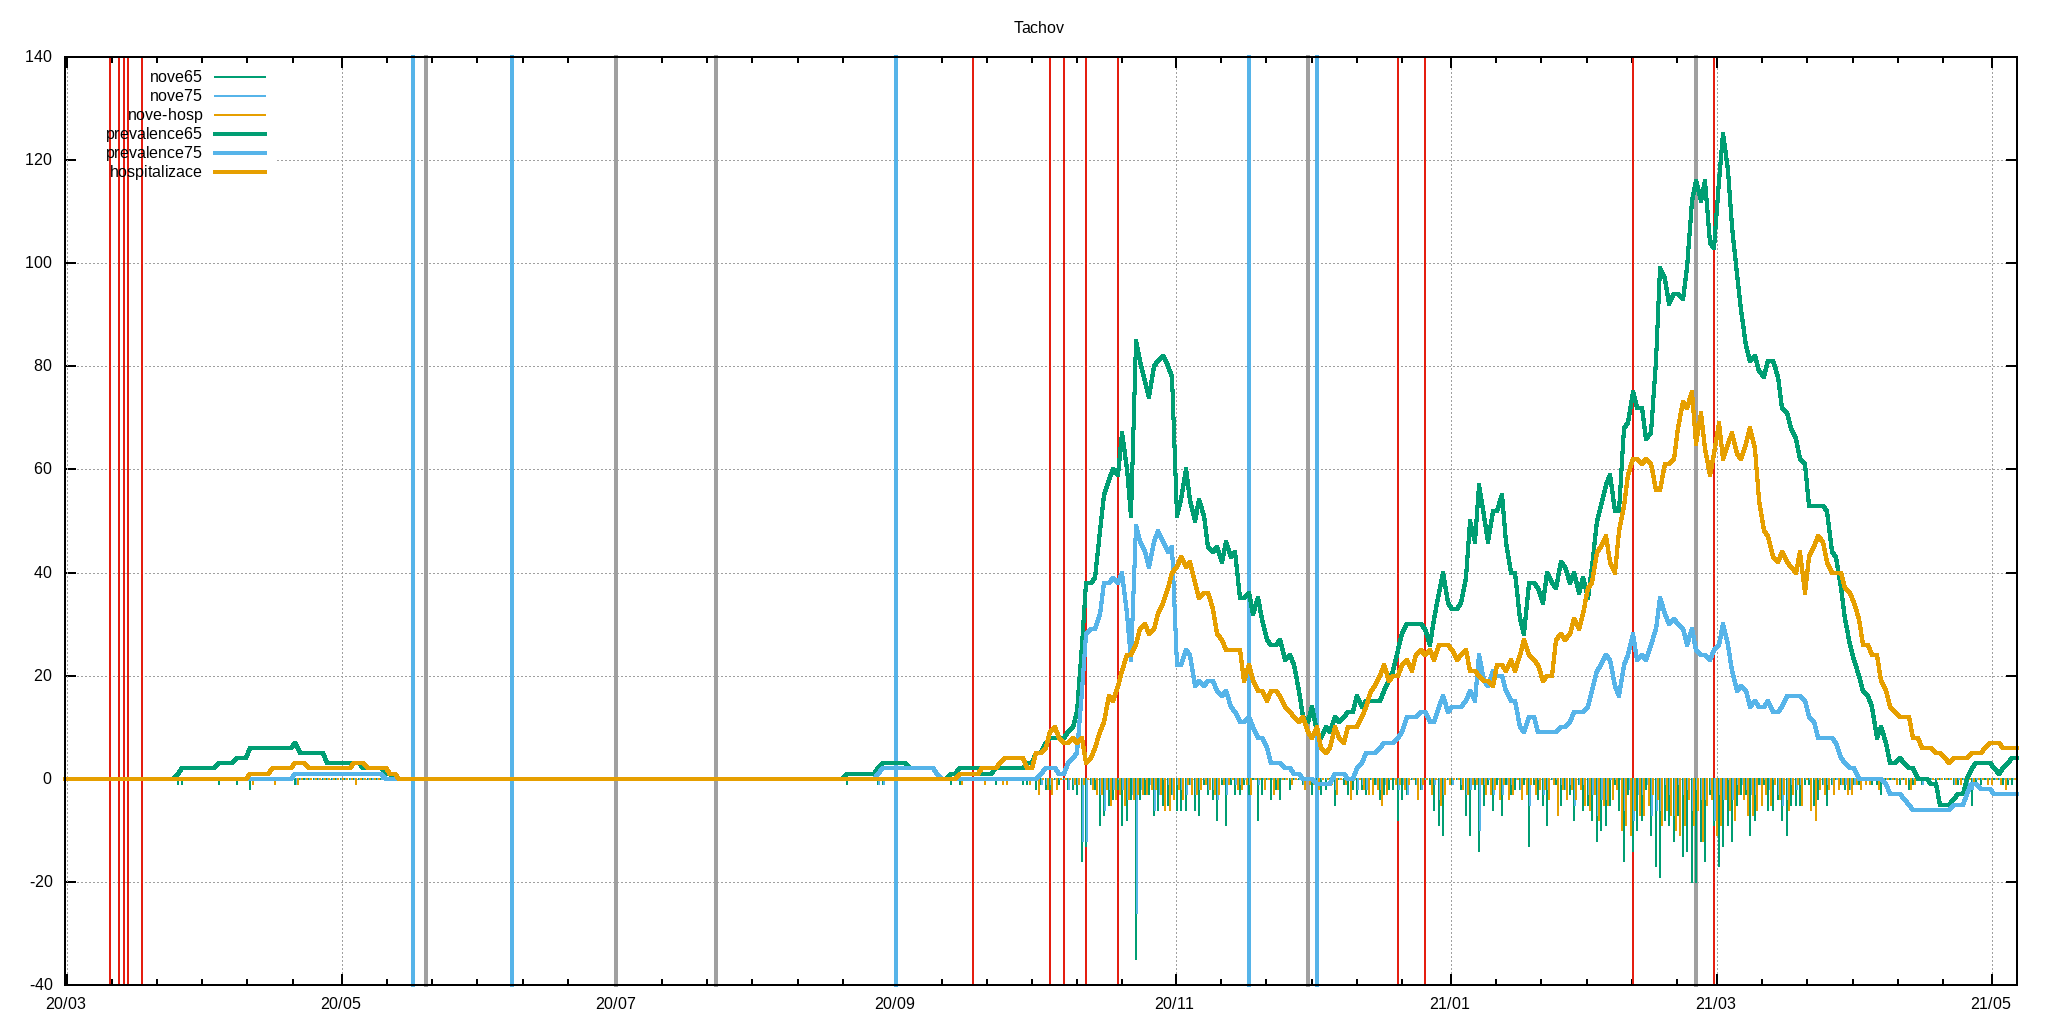 Tachov
140
120
100
80
60
40
20
0
-20
-40
nove65
nove75
nove-hosp
prevalence65
prevalence75
hospitalizace
20/03 20/05 20/07 20/09 20/11 21/01 21/03 21/05